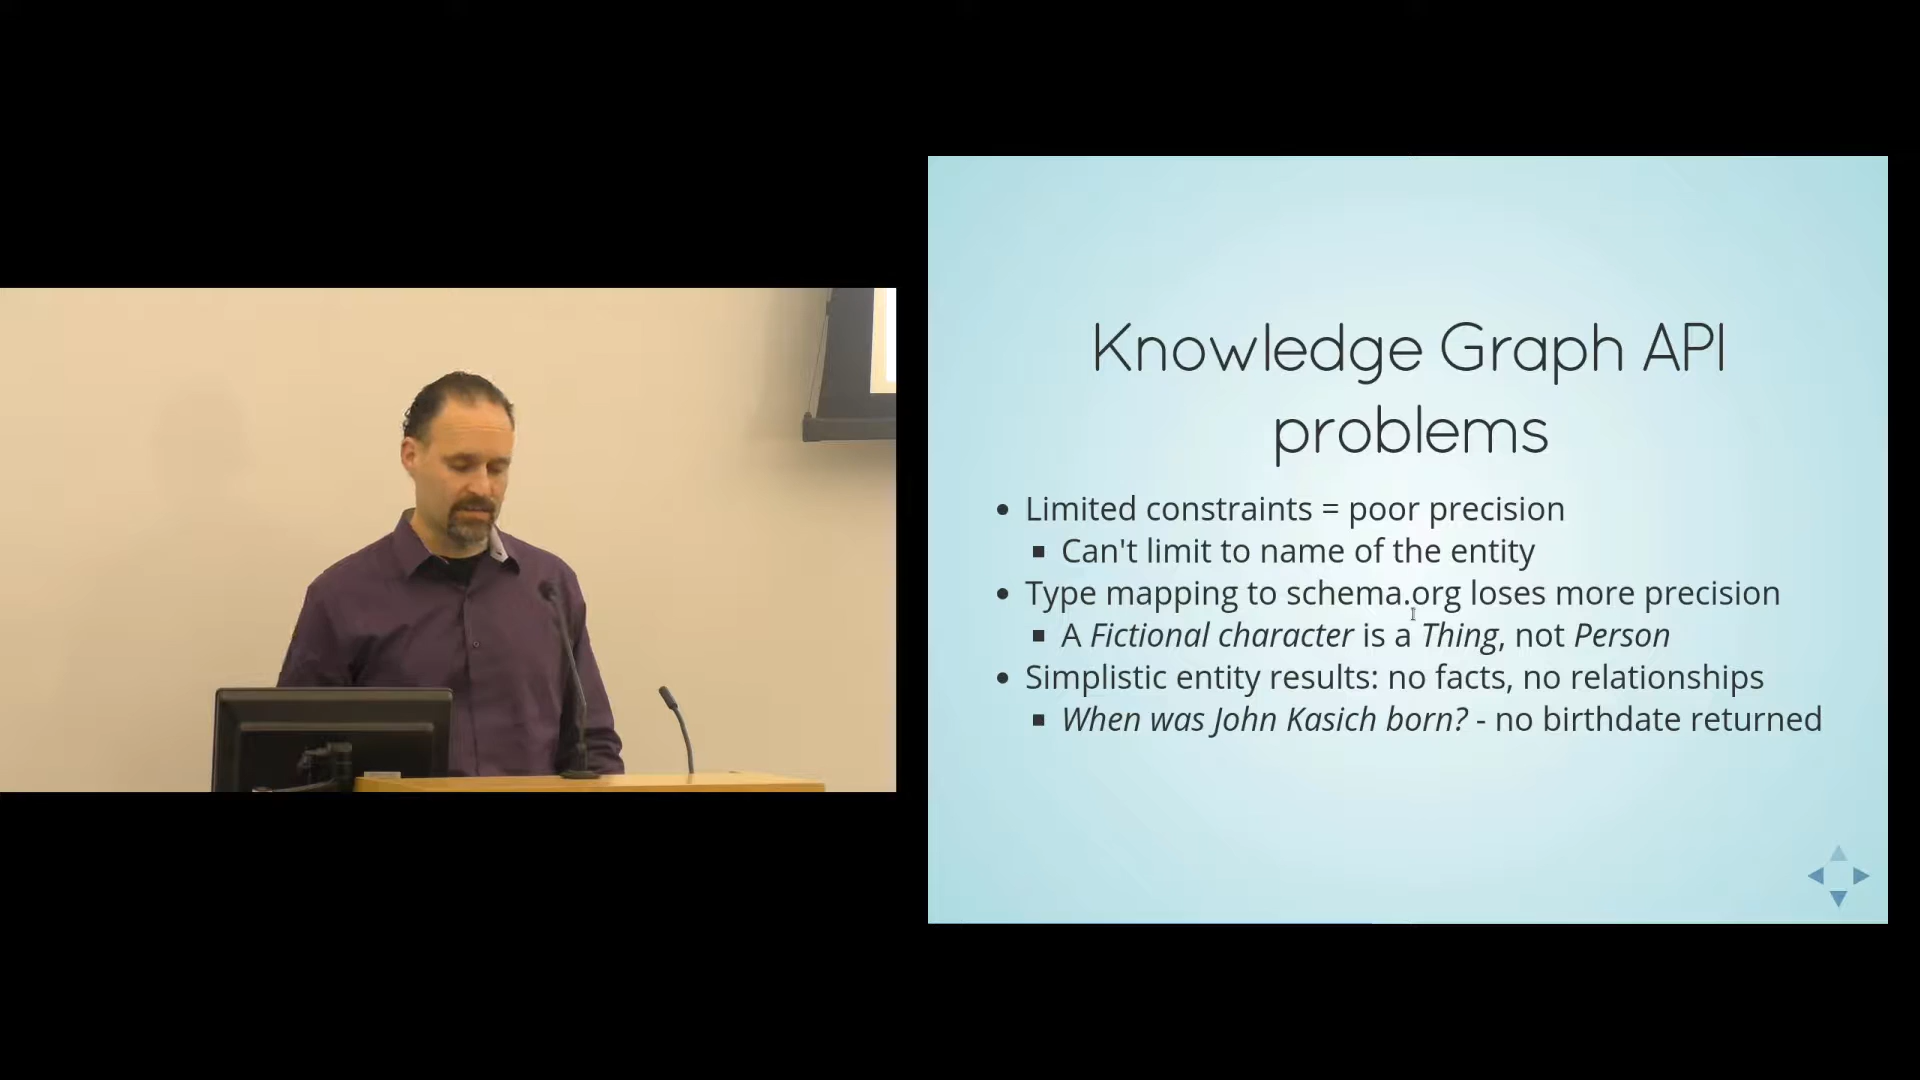 Knowledge Graph API
problems
• Limited constraints = poor precision
▪ Can't limit to name of the entity
• Type mapping to schema.org loses more precision
▪ A Fictional character is a Thing, not Person
• Simplistic entity results: no facts, no relationships
▪ When was John Kasich born? - no birthdate returned